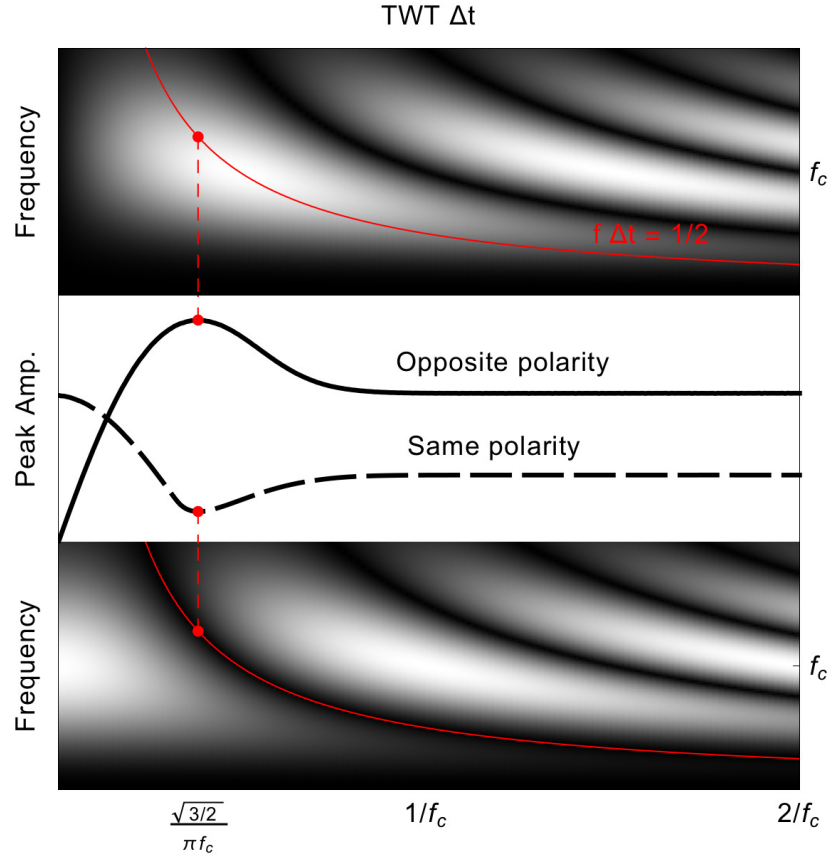 TWT Δt
Frequency
f_c
f Δt = 1/2
Peak Amp.
Opposite polarity
Same polarity
Frequency
f_c
√3/2
π f_c
1/f_c
2/f_c